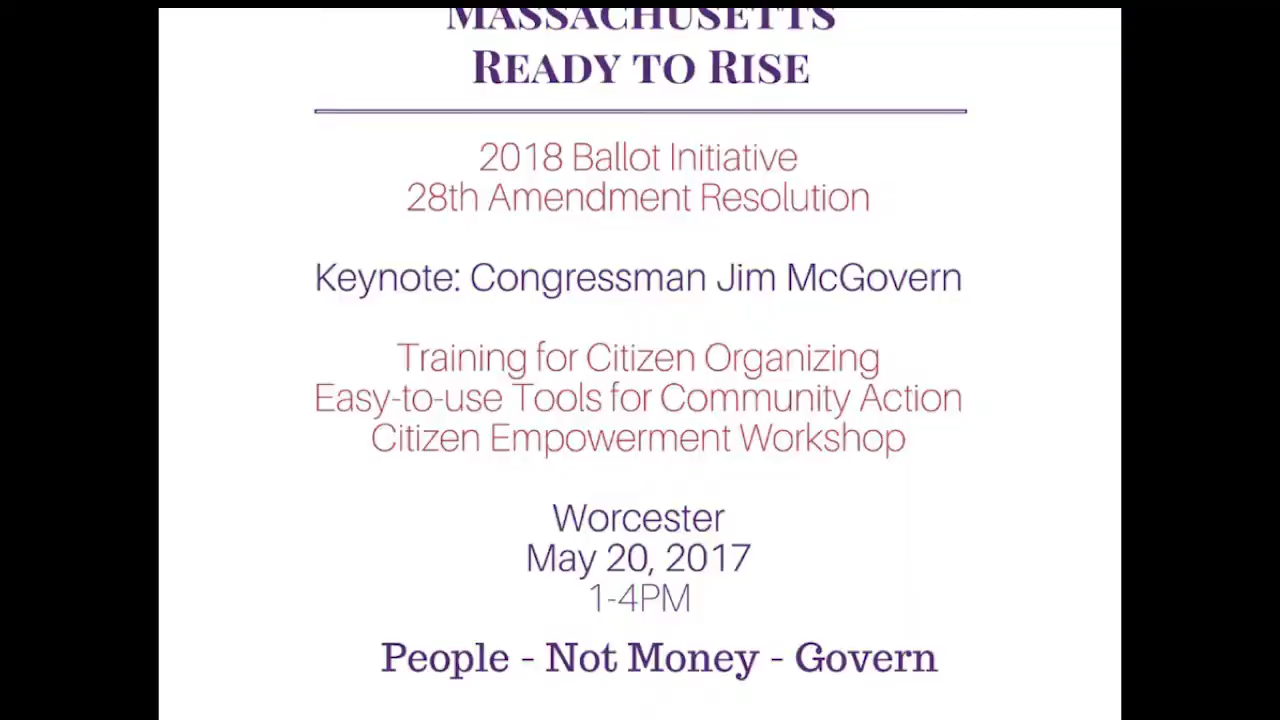 MASSACHUSETTS
READY TO RISE
2018 Ballot Initiative
28th Amendment Resolution
Keynote: Congressman Jim McGovern
Training for Citizen Organizing
Easy-to-use Tools for Community Action
Citizen Empowerment Workshop
Worcester
May 20, 2017
1-4PM
People - Not Money - Govern